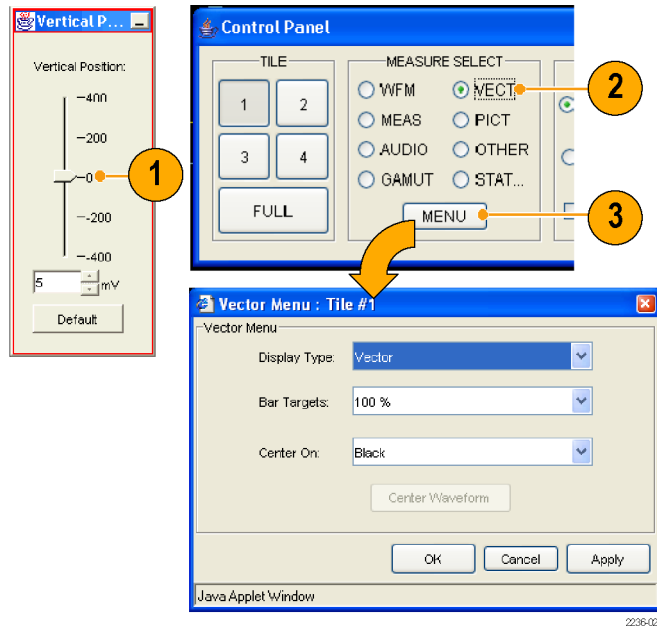 Vertical P...
Vertical Position:
400
200
0
-200
-400
5
mV
Default
1
Control Panel
TILE
1
2
3
4
FULL
MEASURE SELECT
WFM
VECT
MEAS
PICT
AUDIO
OTHER
GAMUT
STAT...
MENU
2
3
Vector Menu : Tile #1
Vector Menu
Display Type:
Vector
Bar Targets:
100 %
Center On:
Black
Center Waveform
OK
Cancel
Apply
Java Applet Window